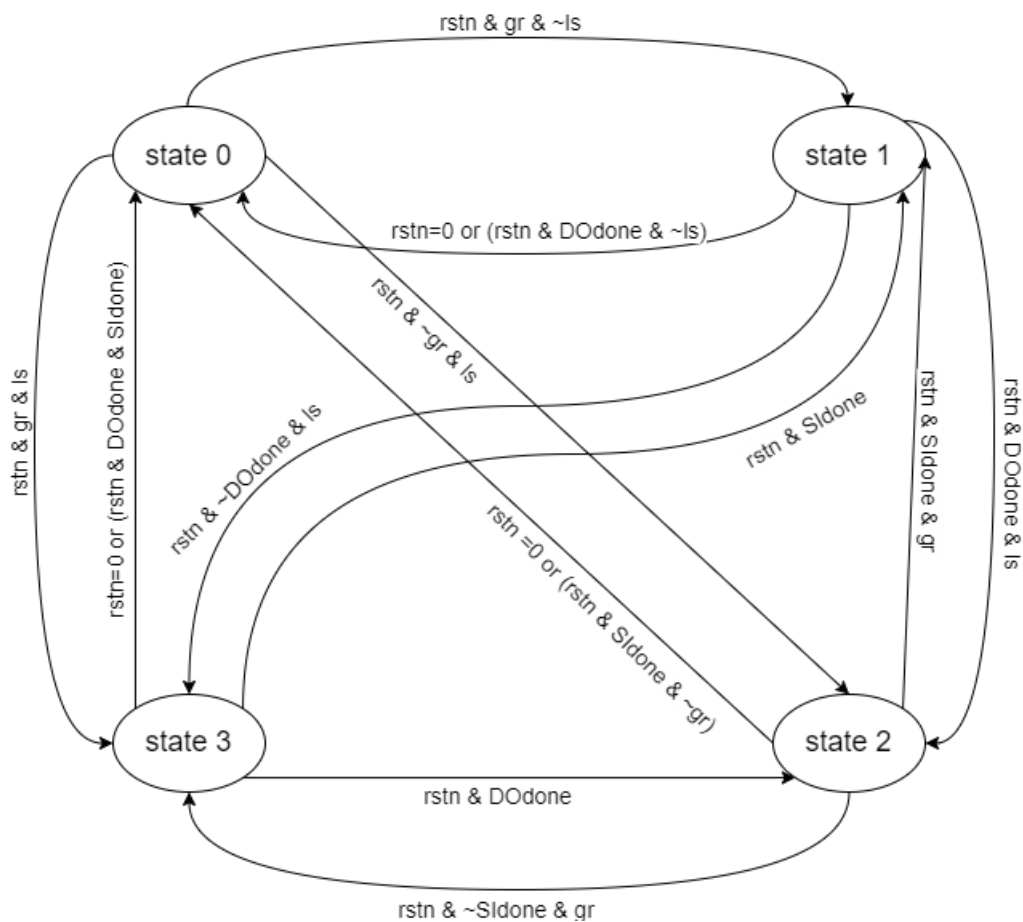 rstn & gr & ~ls
state 0
state 1
rstn=0 or (rstn & DOdone & ~ls)
rstn & ~gr & ls
rstn & gr & ls
rstn=0 or (rstn & DOdone & SIdone)
rstn & ~DOdone & ls
rstn & SIdone
rstn & SIdone & gr
rstn & DOdone & ls
rstn =0 or (rstn & SIdone & ~gr)
state 3
state 2
rstn & DOdone
rstn & ~SIdone & gr